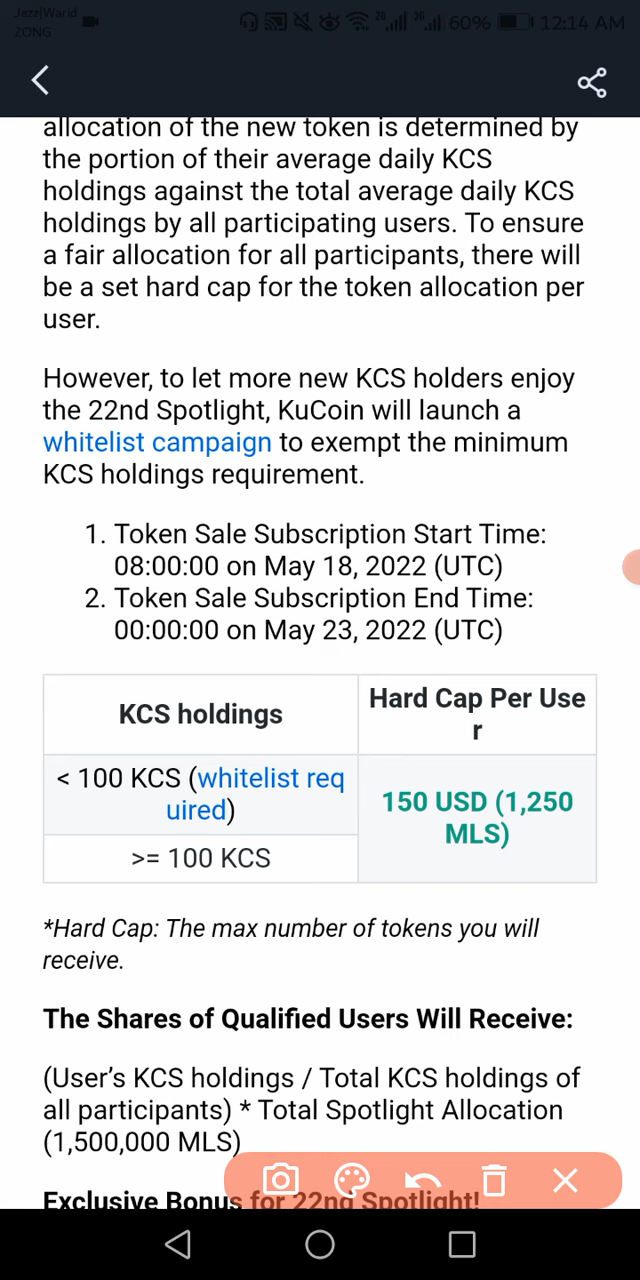 Jazz|Warid
ZONG
2G
3G
60%
12:14 AM
allocation of the new token is determined by
the portion of their average daily KCS
holdings against the total average daily KCS
holdings by all participating users. To ensure
a fair allocation for all participants, there will
be a set hard cap for the token allocation per
user.
However, to let more new KCS holders enjoy
the 22nd Spotlight, KuCoin will launch a
whitelist campaign to exempt the minimum
KCS holdings requirement.
1. Token Sale Subscription Start Time:
08:00:00 on May 18, 2022 (UTC)
2. Token Sale Subscription End Time:
00:00:00 on May 23, 2022 (UTC)
KCS holdings
Hard Cap Per Use
r
< 100 KCS (whitelist req
uired)
150 USD (1,250
MLS)
>= 100 KCS
*Hard Cap: The max number of tokens you will
receive.
The Shares of Qualified Users Will Receive:
(User’s KCS holdings / Total KCS holdings of
all participants) * Total Spotlight Allocation
(1,500,000 MLS)
Exclusive Bonus for 22nd Spotlight!